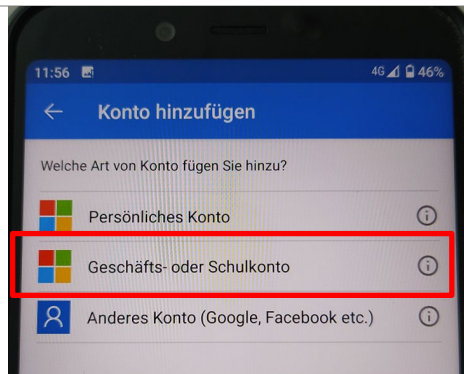 11:56 4G 46%
Konto hinzufügen
Welche Art von Konto fügen Sie hinzu?
Persönliches Konto
Geschäfts- oder Schulkonto
Anderes Konto (Google, Facebook etc.)